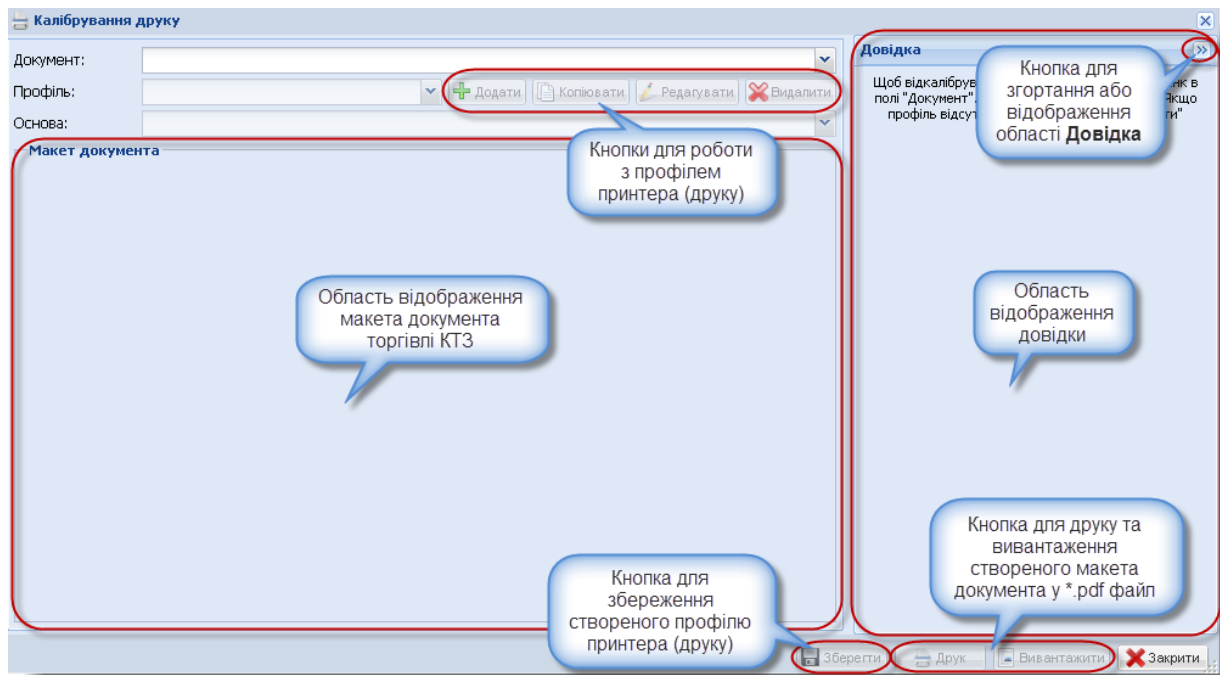 Калібрування друку
Документ:
Профіль:
Додати
Копіювати
Редагувати
Видалити
Основа:
Макет документа
Кнопки для роботи
з профілем
принтера (друку)
Область відображення
макета документа
торгівлі КТЗ
Довідка
Щоб відкалібрув
нк в
полі "Документ".
Якщо
профіль відсут
ти"
Кнопка для
згортання або
відображення
області Довідка
Область
відображення
довідки
Кнопка для друку та
вивантаження
створеного макета
документа у *.pdf файл
Кнопка для
збереження
створеного профілю
принтера (друку)
Зберегти
Друк
Вивантажити
Закрити